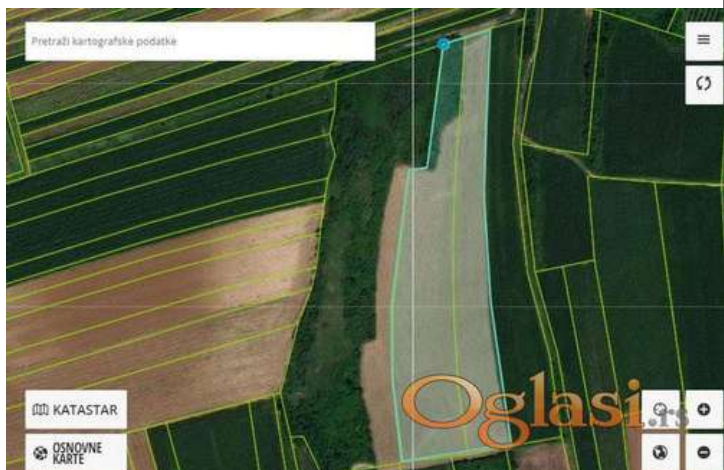 Pretraži kartografske podatke
KATASTAR
OSNOVNE
KARTE
Oglasi.rs